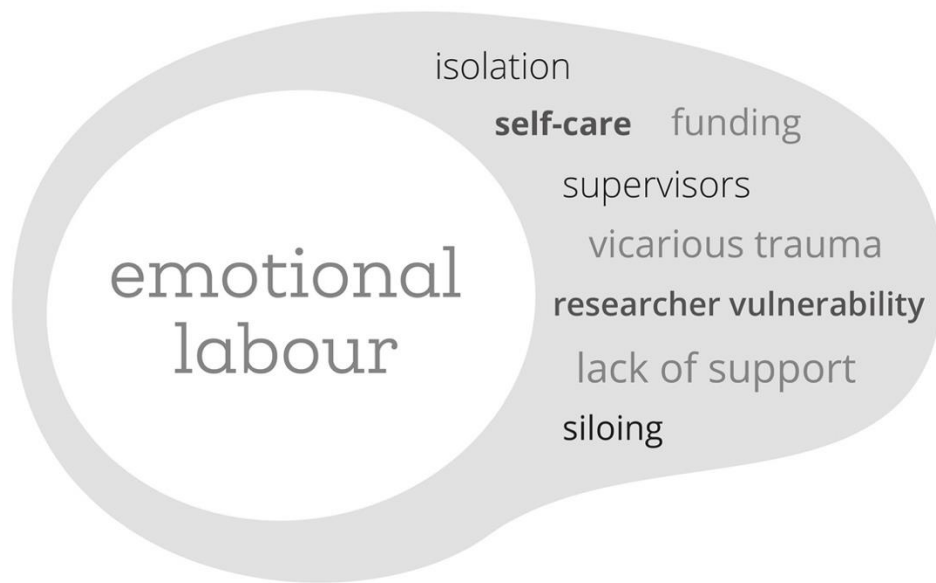 emotional
labour
isolation
self-care funding
supervisors
vicarious trauma
researcher vulnerability
lack of support
siloing